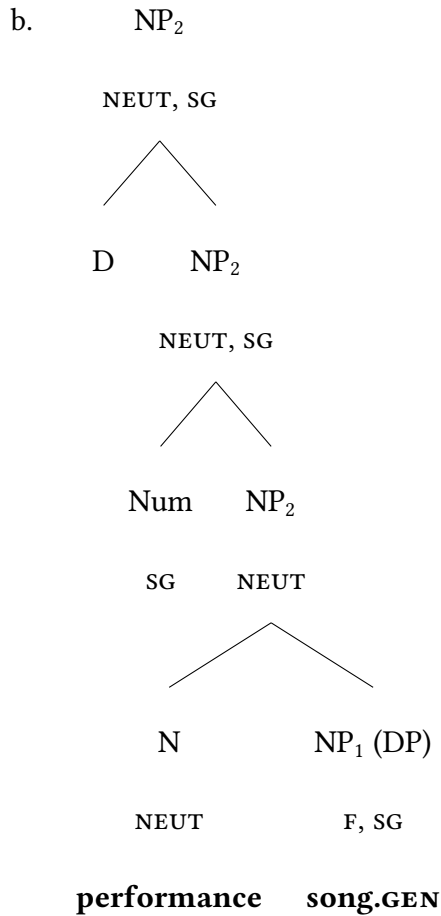 b. NP₂
NEUT, SG
D NP₂
NEUT, SG
Num NP₂
SG NEUT
N NP₁ (DP)
NEUT F, SG
performance song.GEN